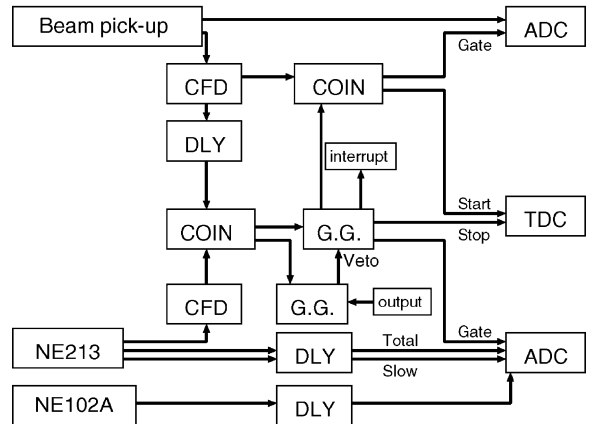 Beam pick-up
ADC
Gate
CFD
COIN
DLY
interrupt
Start
TDC
COIN
G.G.
Stop
Veto
CFD
G.G.
output
Gate
NE213
DLY
Total
ADC
Slow
NE102A
DLY